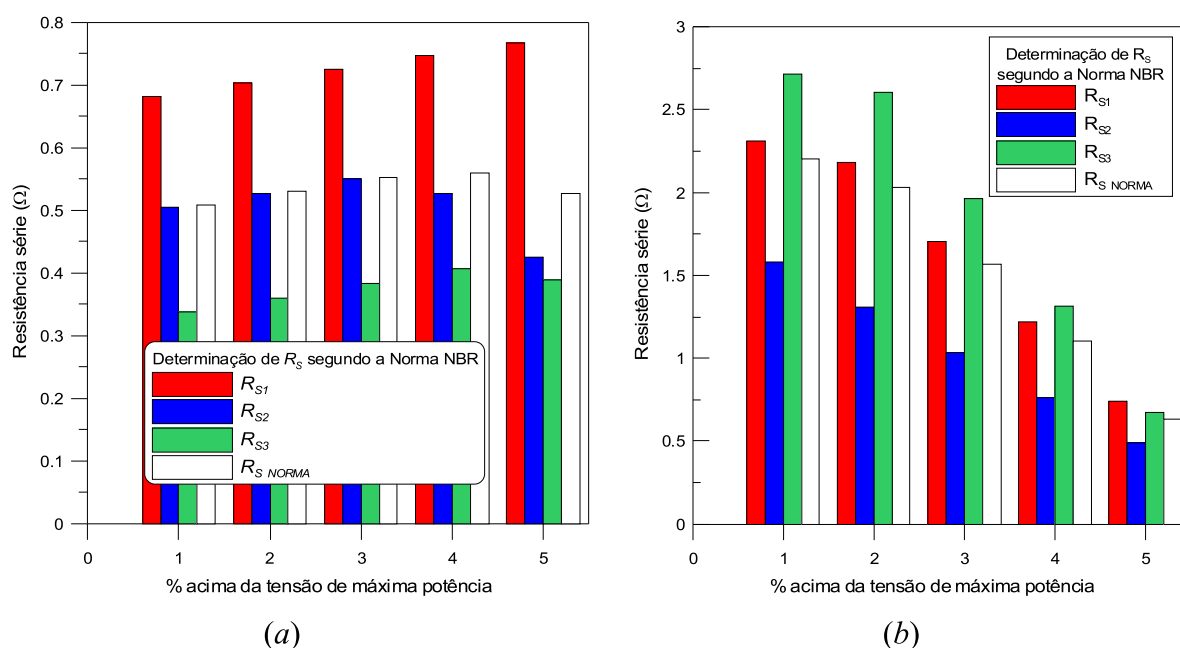 0.8
0.7
0.6
0.5
0.4
0.3
0.2
0.1
0
Resistência série (Ω)
Determinação de RS segundo a Norma NBR
RS1
RS2
RS3
RS NORMA
0 1 2 3 4 5
% acima da tensão de máxima potência
(a)
3
2.5
2
1.5
1
0.5
0
Resistência série (Ω)
Determinação de RS
segundo a Norma NBR
RS1
RS2
RS3
RS NORMA
0 1 2 3 4 5
% acima da tensão de máxima potência
(b)